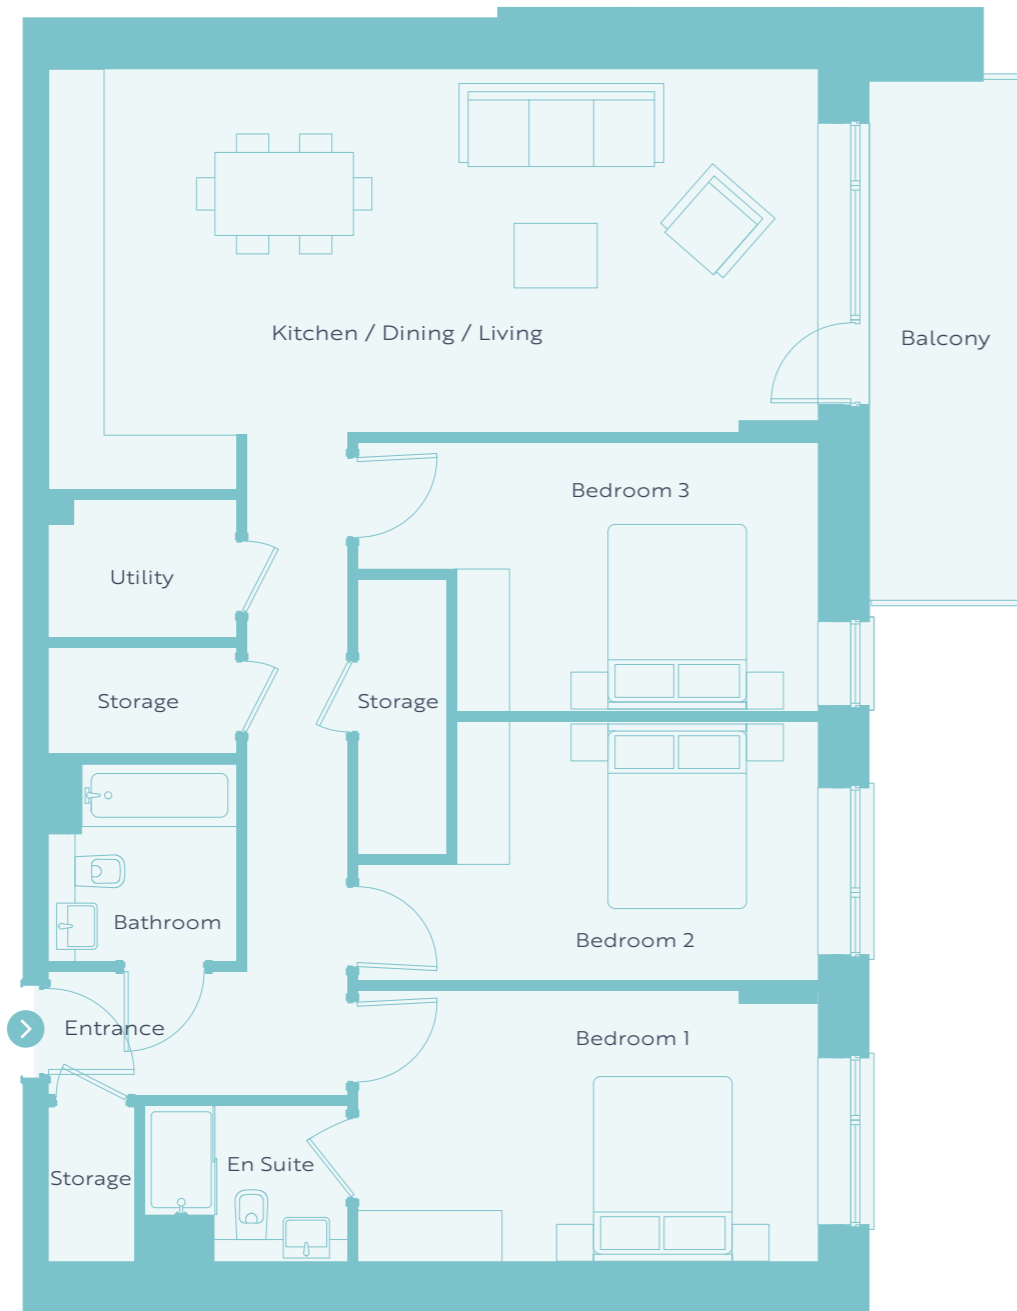 Kitchen / Dining / Living
Balcony
Bedroom 3
Utility
Storage
Storage
Bathroom
Bedroom 2
Entrance
Bedroom 1
En Suite
Storage